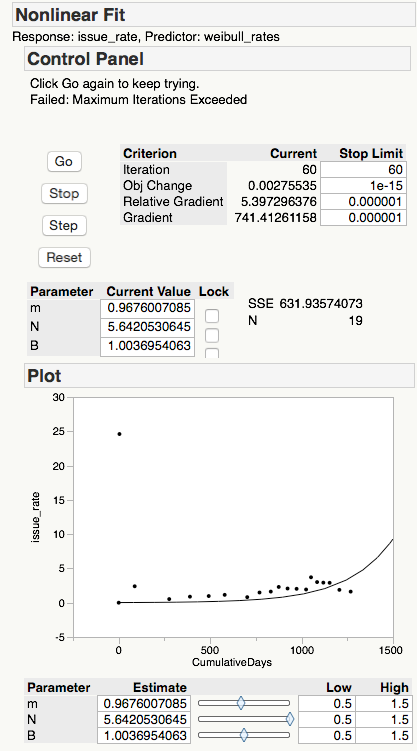 Nonlinear Fit
Response: issue_rate, Predictor: weibull_rates
Control Panel
Click Go again to keep trying.
Failed: Maximum Iterations Exceeded
Go
Stop
Step
Reset
Criterion Current Stop Limit
Iteration 60 60
Obj Change 0.00275535 1e-15
Relative Gradient 5.397296376 0.000001
Gradient 741.41261158 0.000001
Parameter Current Value Lock
m 0.9676007085
N 5.6420530645
B 1.0036954063
SSE 631.93574073
N 19
Plot
30
25
20
15
10
5
0
-5
issue_rate
0 500 1000 1500
CumulativeDays
Parameter Estimate Low High
m 0.9676007085 0.5 1.5
N 5.6420530645 0.5 1.5
B 1.0036954063 0.5 1.5